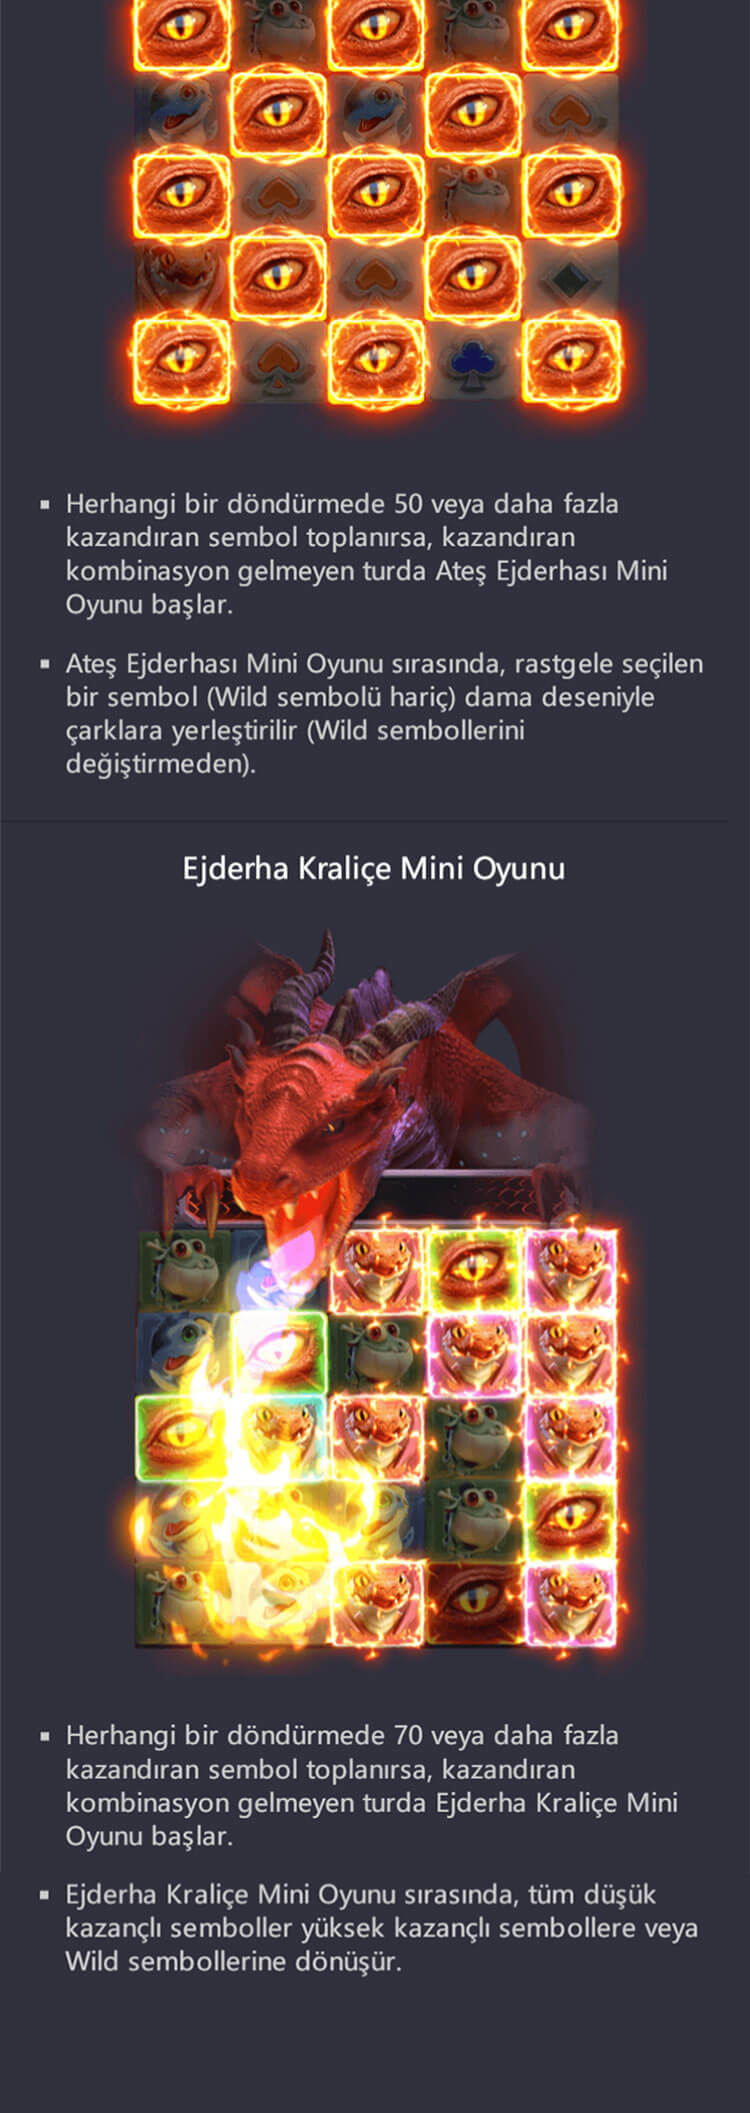 ▪ Herhangi bir döndürmede 50 veya daha fazla
kazandıran sembol toplanırsa, kazandıran
kombinasyon gelmeyen turda Ateş Ejderhası Mini
Oyunu başlar.
▪ Ateş Ejderhası Mini Oyunu sırasında, rastgele seçilen
bir sembol (Wild sembolü hariç) dama deseniyle
çarklara yerleştirilir (Wild sembollerini
değiştirmeden).
Ejderha Kraliçe Mini Oyunu
▪ Herhangi bir döndürmede 70 veya daha fazla
kazandıran sembol toplanırsa, kazandıran
kombinasyon gelmeyen turda Ejderha Kraliçe Mini
Oyunu başlar.
▪ Ejderha Kraliçe Mini Oyunu sırasında, tüm düşük
kazançlı semboller yüksek kazançlı sembollere veya
Wild sembollerine dönüşür.